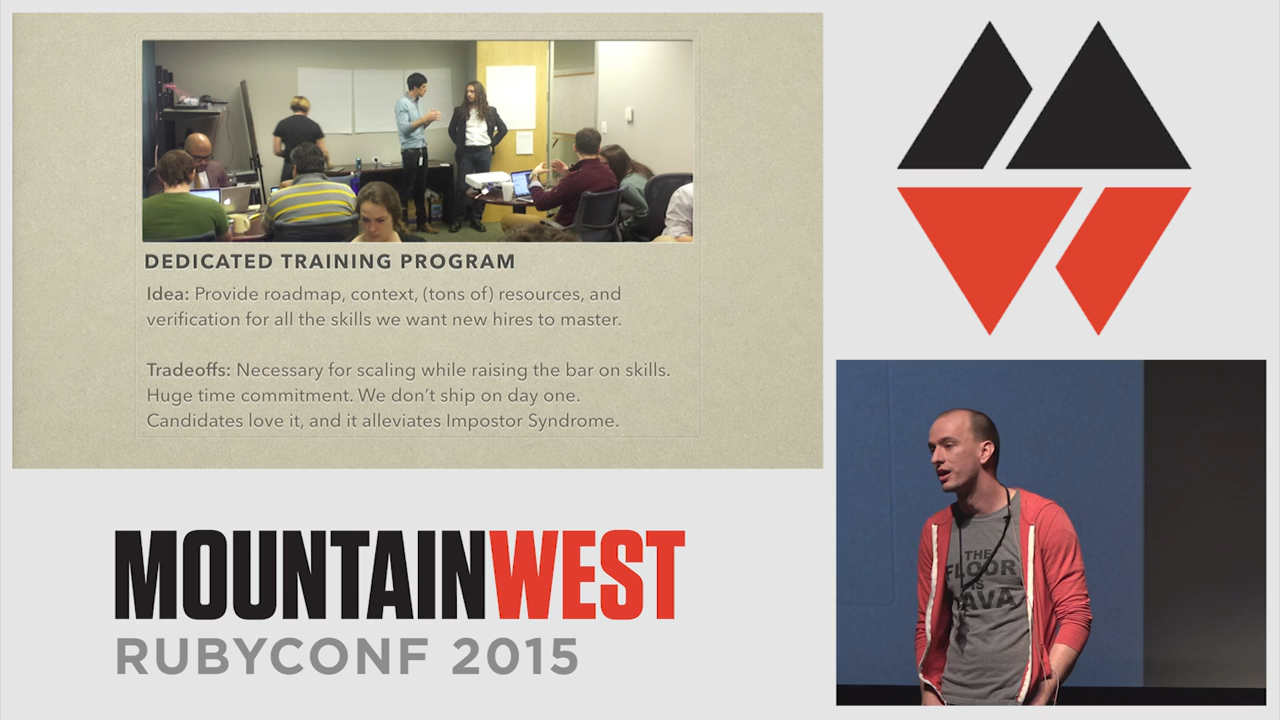 DEDICATED TRAINING PROGRAM
Idea: Provide roadmap, context, (tons of) resources, and
verification for all the skills we want new hires to master.
Tradeoffs: Necessary for scaling while raising the bar on skills.
Huge time commitment. We don’t ship on day one.
Candidates love it, and it alleviates Impostor Syndrome.
MOUNTAINWEST
RUBYCONF 2015
THE
FLOOR
IS
LAVA